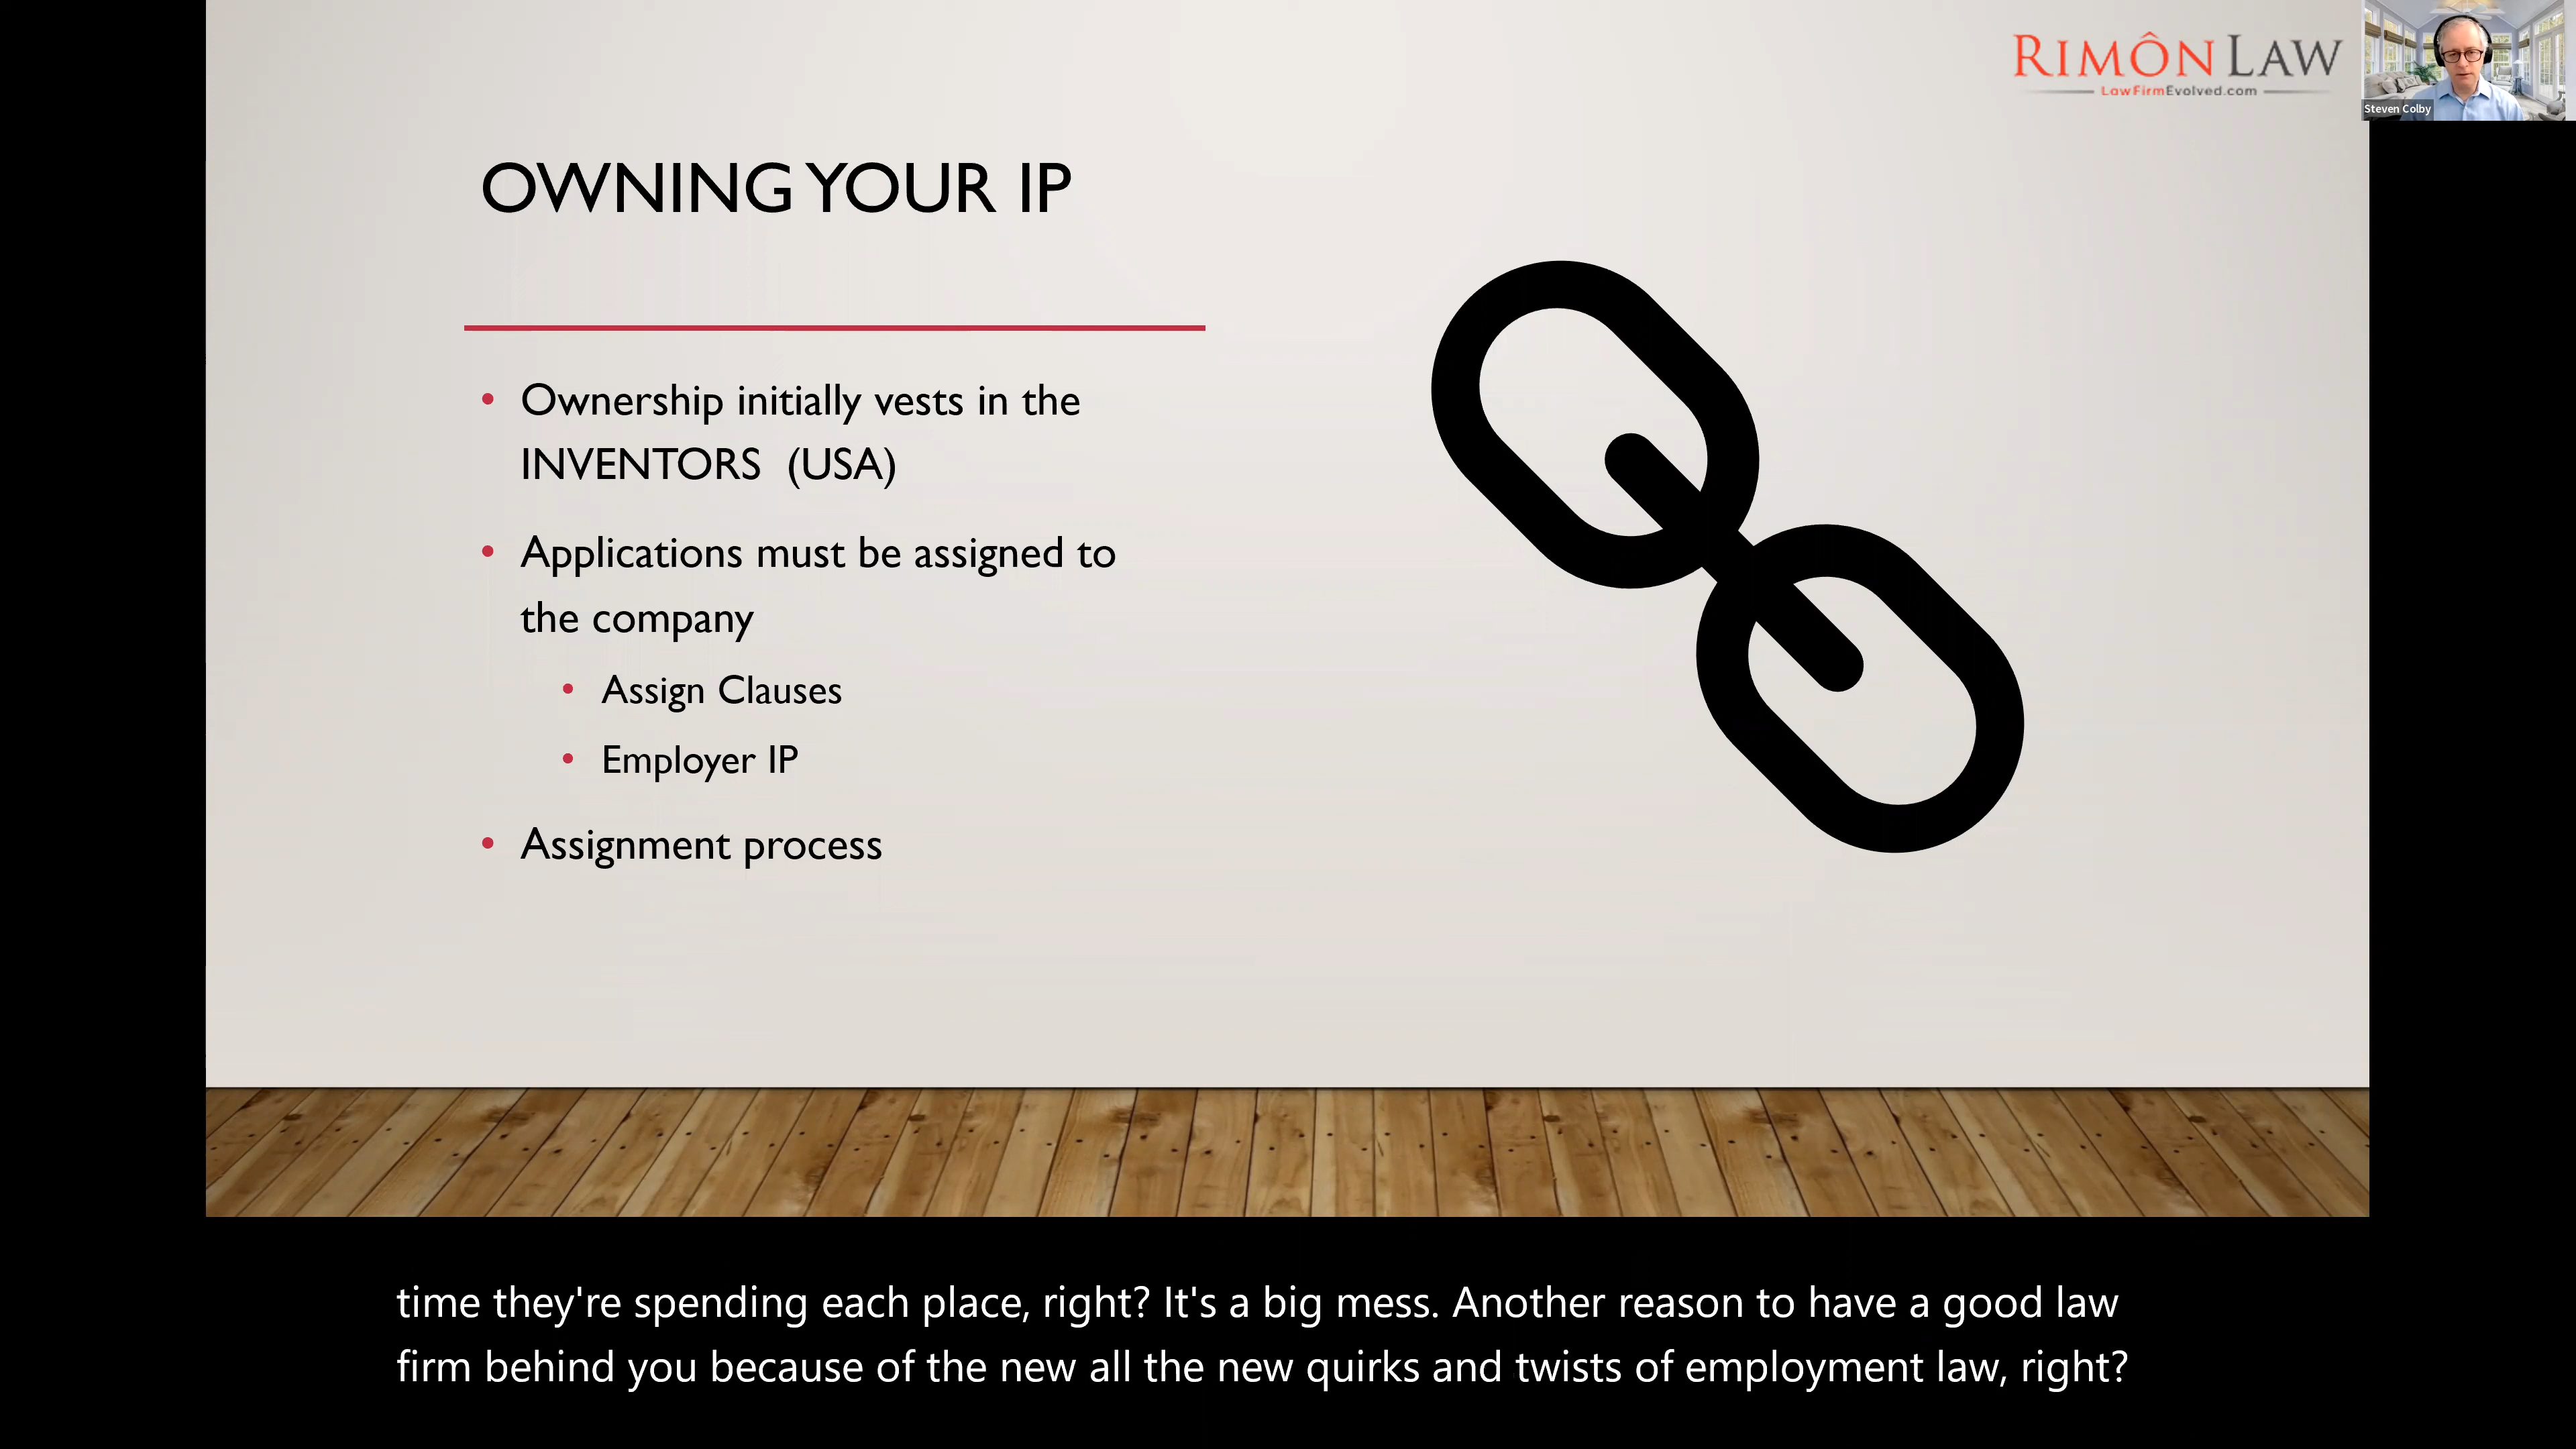 RIMÔN LAW
LawFirmEvolved.com
Steven Colby
OWNING YOUR IP
• Ownership initially vests in the
INVENTORS (USA)
• Applications must be assigned to
the company
• Assign Clauses
• Employer IP
• Assignment process
time they're spending each place, right? It's a big mess. Another reason to have a good law
firm behind you because of the new all the new quirks and twists of employment law, right?